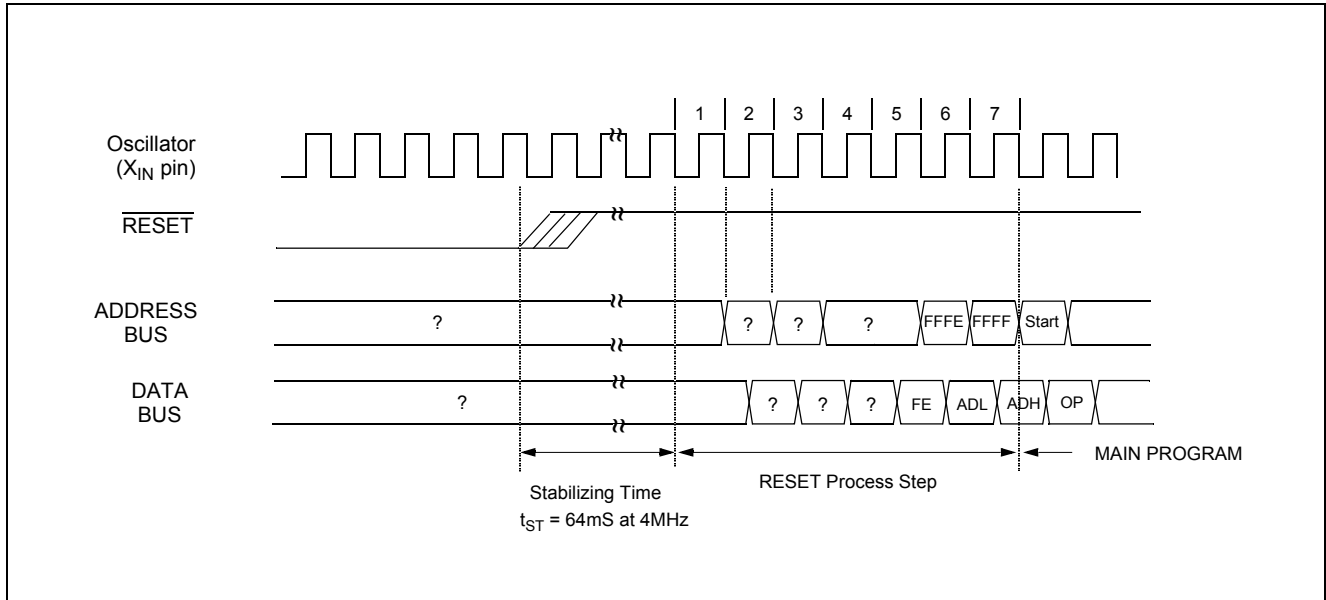 1 2 3 4 5 6 7
Oscillator
(XIN pin)
RESET
ADDRESS
BUS
? ? ? ? FFFE FFFF Start
DATA
BUS
? ? ? ? FE ADL ADH OP
MAIN PROGRAM
RESET Process Step
Stabilizing Time
tST = 64mS at 4MHz